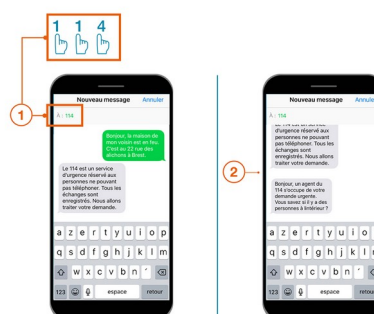 1 1 4
Nouveau message Annuler
1
À : 114
Bonjour, la maison de
mon voisin est en feu.
C'est au 22 rue des
Le 114 est un service
d'urgence réservé aux
personnes ne pouvant
pas téléphoner. Tous les
échanges sont
enregistrés. Nous allons
traiter votre demande.
a z e r t y u i o p
q s d f g h j k l m
w x c v b n '
123 espace retour
2
Nouveau message Annuler
À : 114
d'urgence réservé aux
personnes ne pouvant
pas téléphoner. Tous les
échanges sont
enregistrés. Nous allons
traiter votre demande.
Bonjour, un agent du
114 s'occupe de votre
demande urgente.
Vous savez si il y a des
personnes à l'intérieur ?
a z e r t y u i o
q s d f g h j k l m
w x c v b n '
123 espace retour